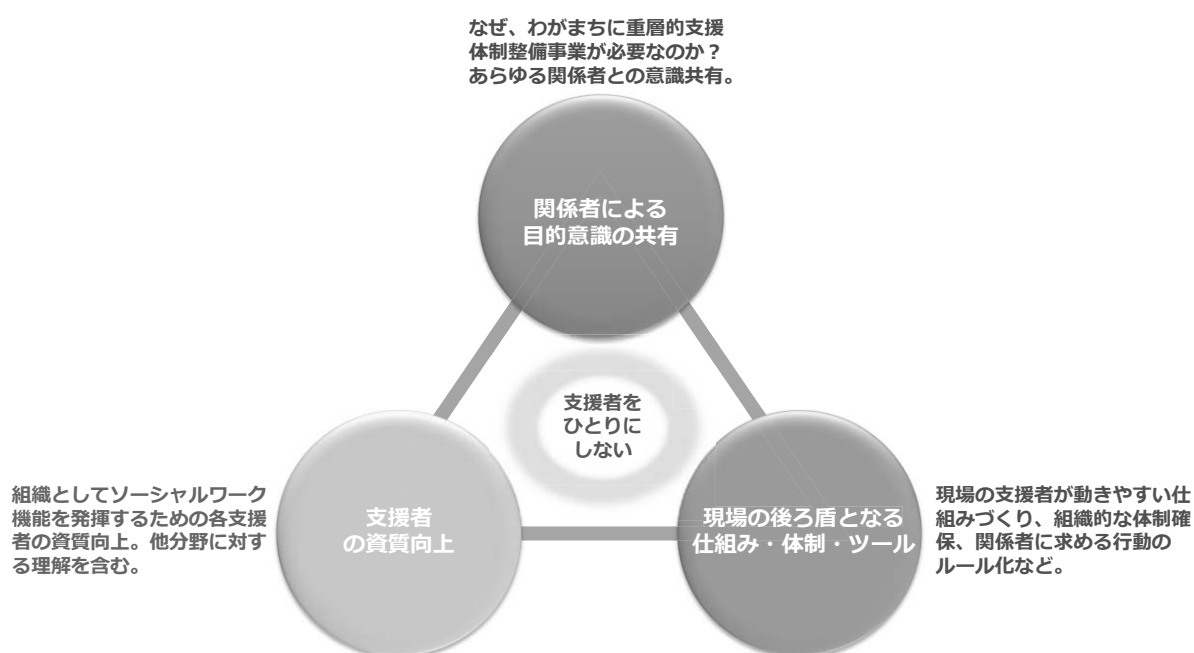 なぜ、わがまちに重層的支援
体制整備事業が必要なのか？
あらゆる関係者との意識共有。
関係者による
目的意識の共有
支援者を
ひとりに
しない
組織としてソーシャルワーク
機能を発揮するための各支援
者の資質向上。他分野に対す
る理解を含む。
支援者
の資質向上
現場の後ろ盾となる
仕組み・体制・ツール
現場の支援者が動きやすい仕
組みづくり、組織的な体制確
保、関係者に求める行動の
ルール化など。